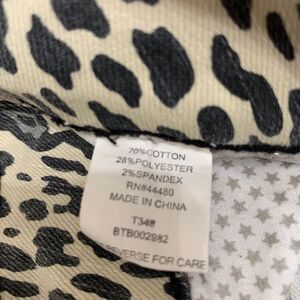 70%COTTON
28%POLYESTER
2%SPANDEX
RN#44480
MADE IN CHINA
T348
BTB002982
REVERSE FOR CARE